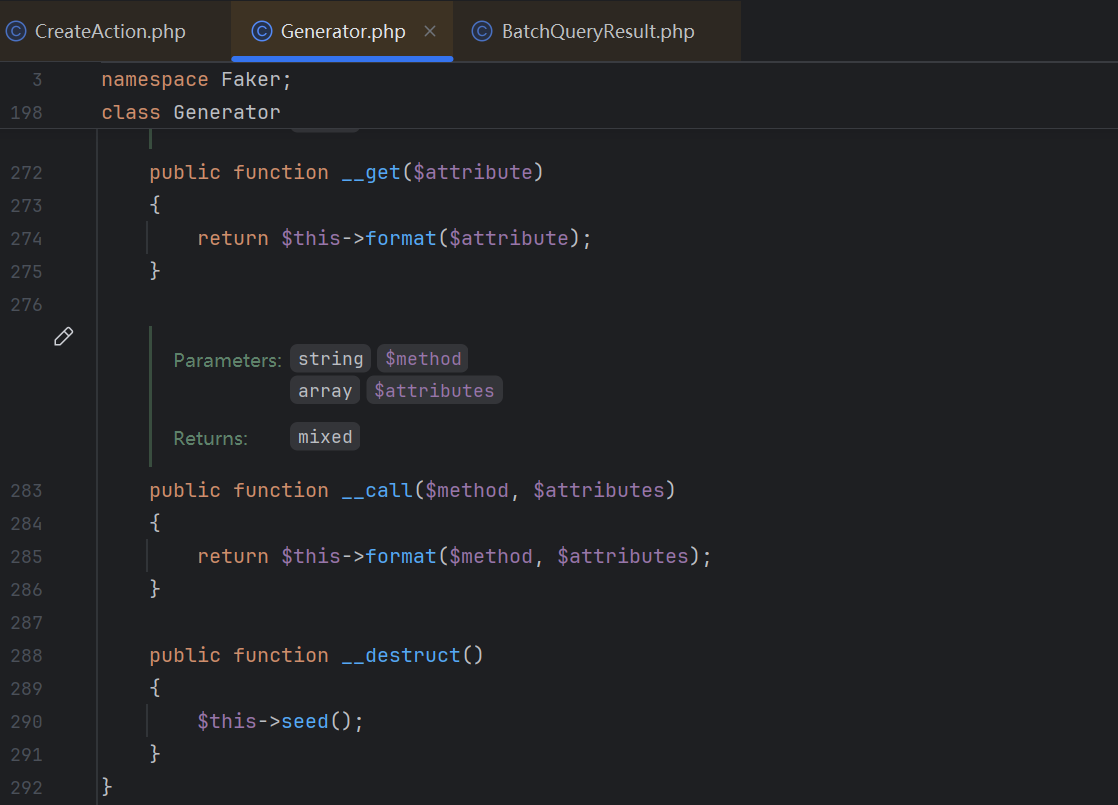 CreateAction.php Generator.php BatchQueryResult.php
3 namespace Faker;
198 class Generator
272 public function __get($attribute)
273 {
274 return $this->format($attribute);
275 }
276
Parameters: string $method
array $attributes
Returns: mixed
283 public function __call($method, $attributes)
284 {
285 return $this->format($method, $attributes);
286 }
287
288 public function __destruct()
289 {
290 $this->seed();
291 }
292 }